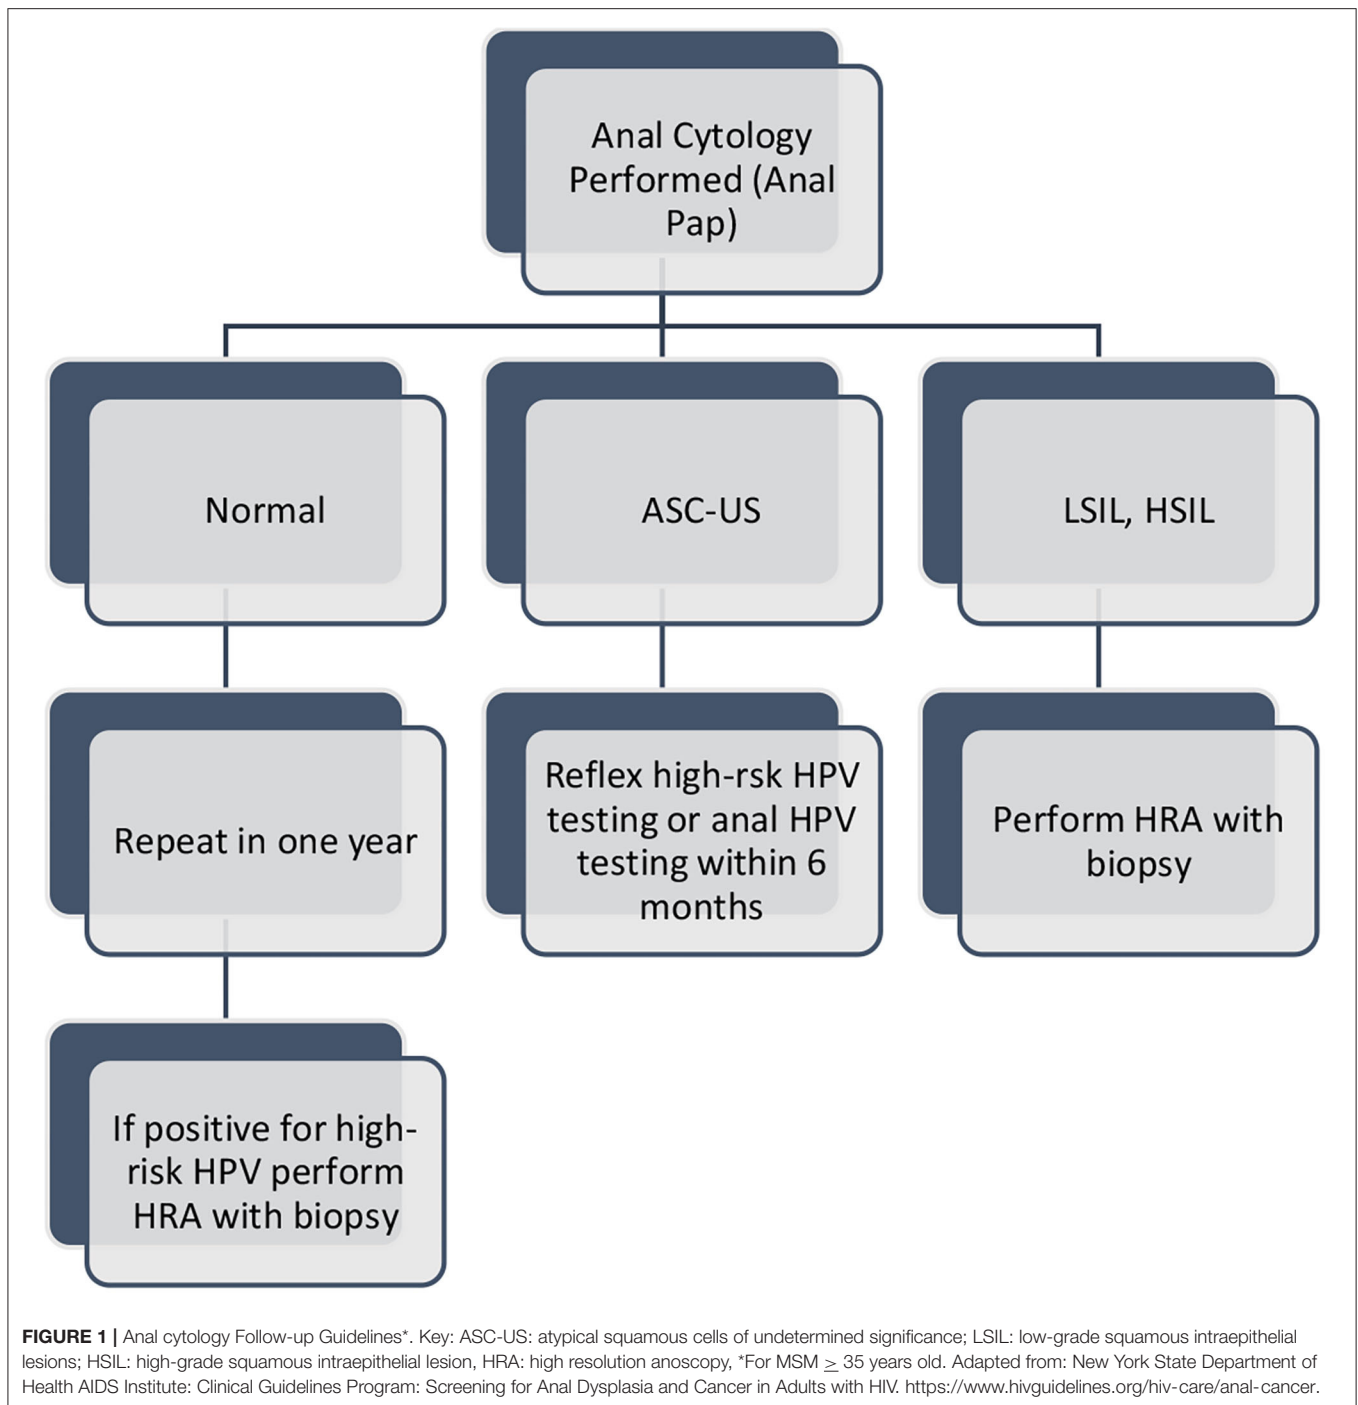 Anal Cytology
Performed (Anal
Pap)
Normal
ASC-US
LSIL, HSIL
Repeat in one year
Reflex high-rsk HPV
testing or anal HPV
testing within 6
months
Perform HRA with
biopsy
If positive for high-
risk HPV perform
HRA with biopsy
FIGURE 1 | Anal cytology Follow-up Guidelines*. Key: ASC-US: atypical squamous cells of undetermined significance; LSIL: low-grade squamous intraepithelial
lesions; HSIL: high-grade squamous intraepithelial lesion, HRA: high resolution anoscopy, *For MSM ≥ 35 years old. Adapted from: New York State Department of
Health AIDS Institute: Clinical Guidelines Program: Screening for Anal Dysplasia and Cancer in Adults with HIV. https://www.hivguidelines.org/hiv-care/anal-cancer.